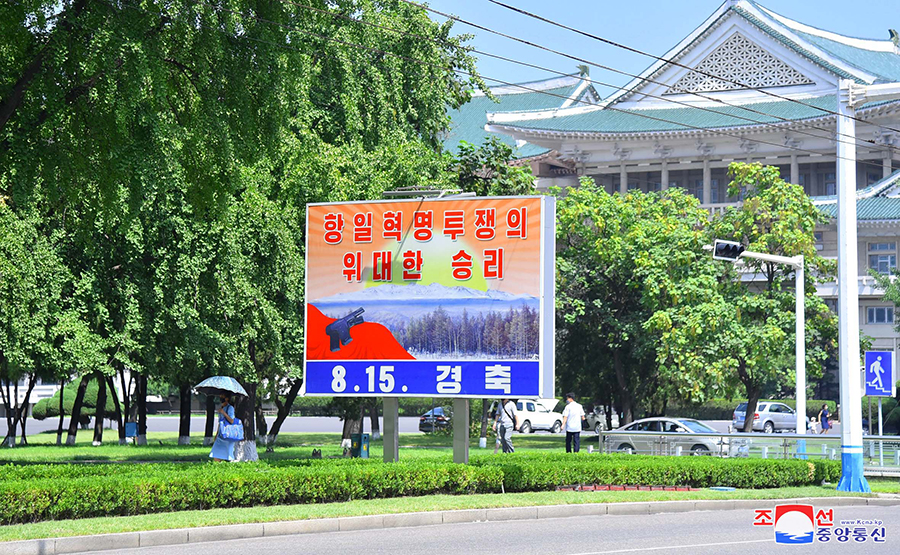 항일혁명투쟁의
위대한 승리
8.15. 경축
조선 www.kcna.kp
중앙통신